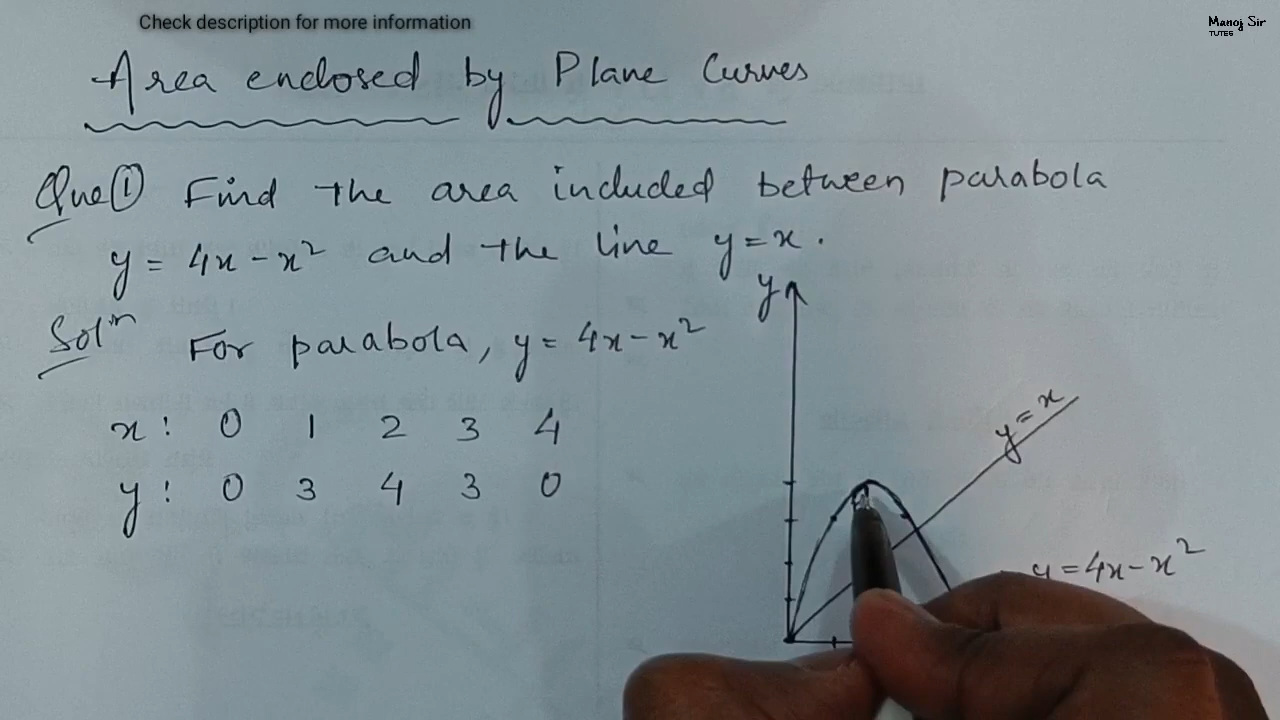 Check description for more information
Manoj Sir
TUTES
Area enclosed by Plane Curves
Que ① Find the area included between parabola
y = 4x - x² and the line y = x .
Solⁿ For parabola, y = 4x - x²
x : 0 1 2 3 4
y : 0 3 4 3 0
y
y = x
y = 4x - x²